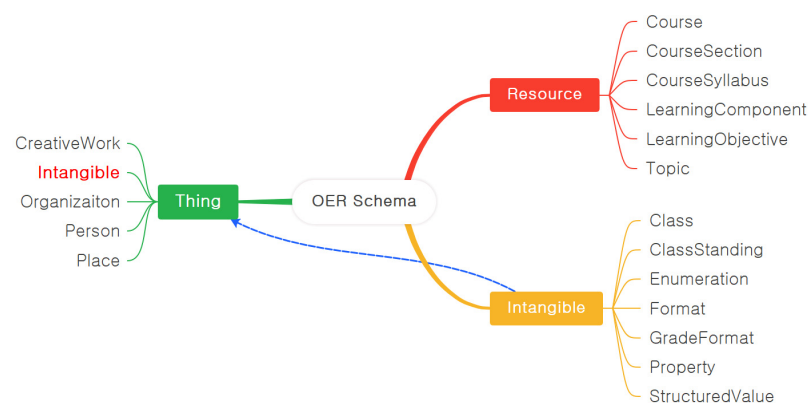 OER Schema
Thing
CreativeWork
Intangible
Organizaiton
Person
Place
Resource
Course
CourseSection
CourseSyllabus
LearningComponent
LearningObjective
Topic
Intangible
Class
ClassStanding
Enumeration
Format
GradeFormat
Property
StructuredValue